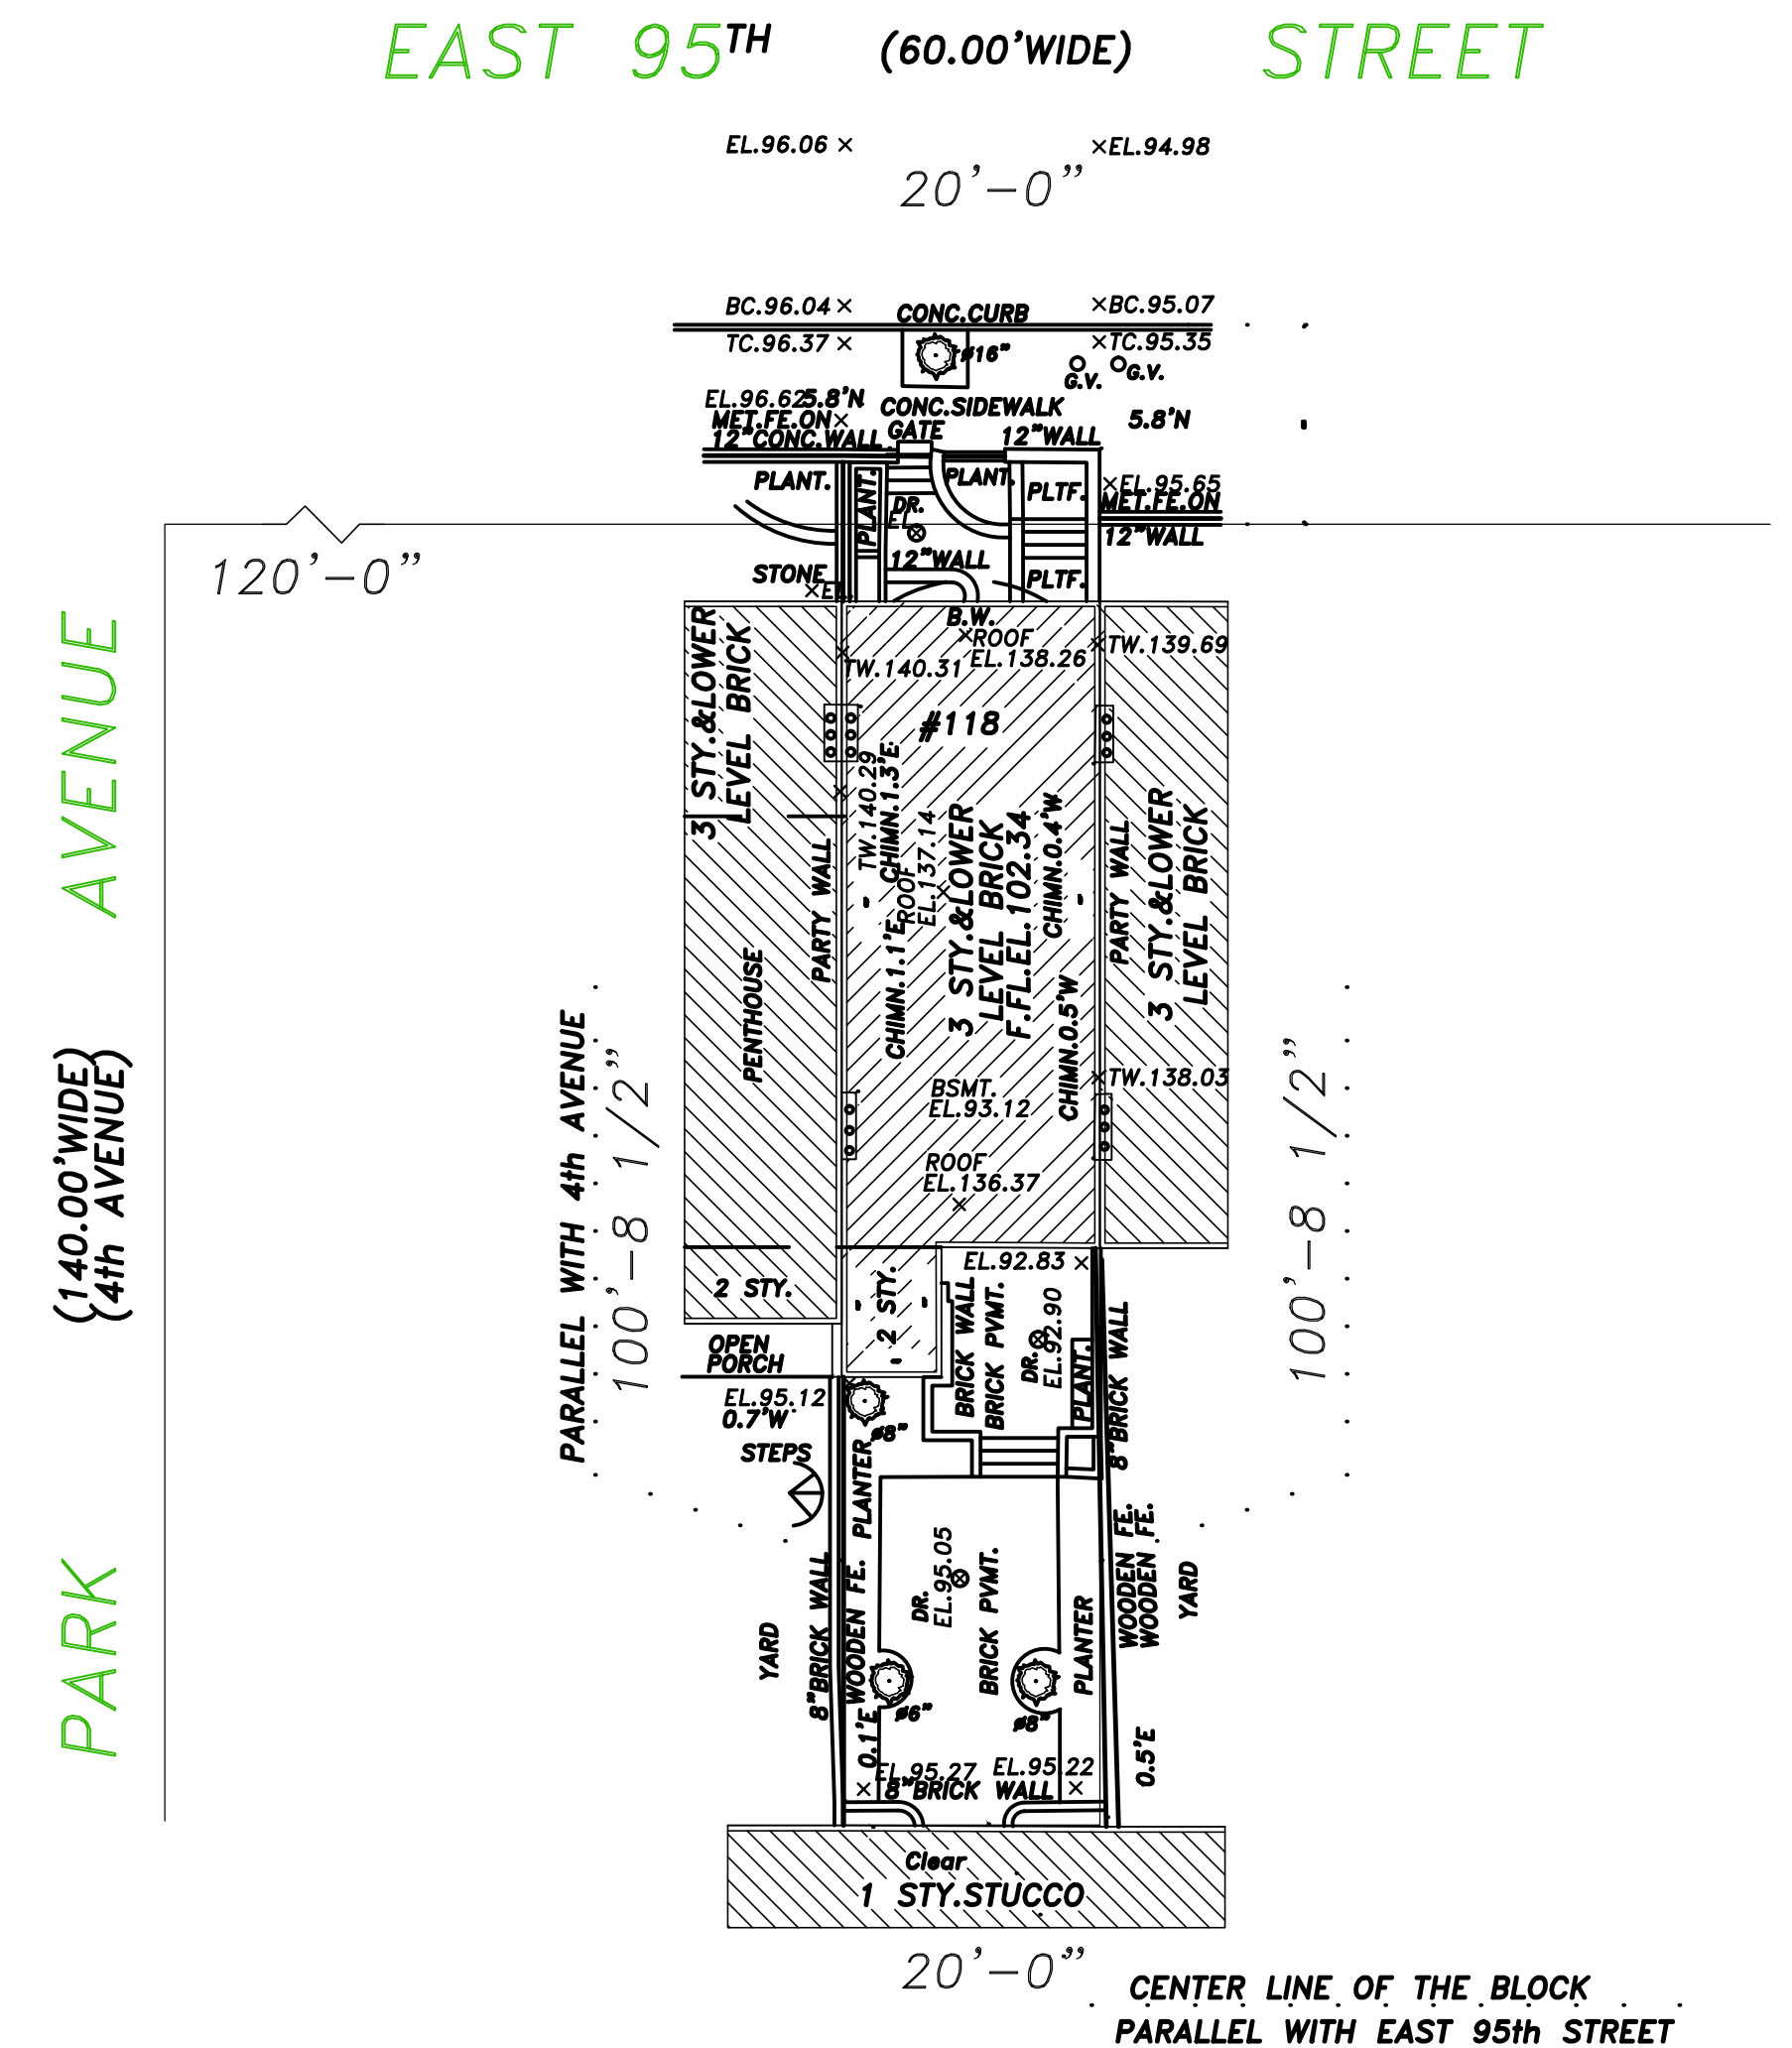 EAST 95TH (60.00'WIDE) STREET
EL.96.06
EL.94.98
20'-0"
BC.96.04
CONC.CURB
BC.95.07
TC.96.37
ø16"
TC.95.35
G.V.
G.V.
EL.96.62
5.8'N
CONC.SIDEWALK
5.8'N
MET.FE.ON
GATE
12"CONC.WALL
12"WALL
PLANT.
PLANT.
PLANT.
PLTF.
EL.95.65
MET.FE.ON
DR.
EL
12"WALL
120'-0"
12"WALL
STONE
EL.
PLTF.
B.W.
ROOF
EL.138.26
TW.139.69
TW.140.31
3 STY.&LOWER
LEVEL BRICK
#118
TW.140.29
CHIMN.1.3'E
ROOF
EL.137.14
3 STY.&LOWER
LEVEL BRICK
F.FL.EL.102.34
CHIMN.0.4'W
PARTY WALL
PARTY WALL
3 STY.&LOWER
LEVEL BRICK
CHIMN.1.1'E
PENTHOUSE
CHIMN.0.5'W
TW.138.03
BSMT.
EL.93.12
ROOF
EL.136.37
PARK AVENUE
(140.00'WIDE)
(4th AVENUE)
PARALLEL WITH 4th AVENUE
100'-8 1/2"
100'-8 1/2"
2 STY.
2 STY.
EL.92.83
BRICK WALL
BRICK PVMT.
DR.
EL.92.90
PLANT.
8"BRICK WALL
OPEN
PORCH
EL.95.12
0.7'W
ø8"
STEPS
PLANTER
WOODEN FE.
8"BRICK WALL
YARD
DR.
EL.95.05
BRICK PVMT.
PLANTER
WOODEN FE.
WOODEN FE.
YARD
ø6"
ø8"
0.1'E
0.5'E
EL.95.27
EL.95.22
8"BRICK WALL
Clear
1 STY.STUCCO
20'-0"
CENTER LINE OF THE BLOCK
PARALLEL WITH EAST 95th STREET